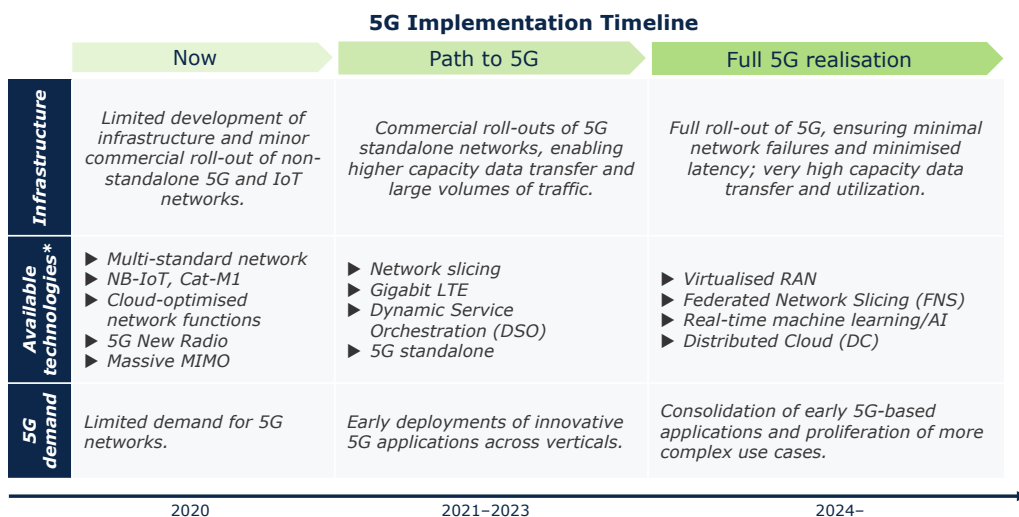 5G Implementation Timeline
Now
Path to 5G
Full 5G realisation
Infrastructure
Limited development of
infrastructure and minor
commercial roll-out of non-
standalone 5G and IoT
networks.
Commercial roll-outs of 5G
standalone networks, enabling
higher capacity data transfer and
large volumes of traffic.
Full roll-out of 5G, ensuring minimal
network failures and minimised
latency; very high capacity data
transfer and utilization.
Available
technologies*
▶ Multi-standard network
▶ NB-IoT, Cat-M1
▶ Cloud-optimised
network functions
▶ 5G New Radio
▶ Massive MIMO
▶ Network slicing
▶ Gigabit LTE
▶ Dynamic Service
Orchestration (DSO)
▶ 5G standalone
▶ Virtualised RAN
▶ Federated Network Slicing (FNS)
▶ Real-time machine learning/AI
▶ Distributed Cloud (DC)
5G
demand
Limited demand for 5G
networks.
Early deployments of innovative
5G applications across verticals.
Consolidation of early 5G-based
applications and proliferation of more
complex use cases.
2020
2021–2023
2024–